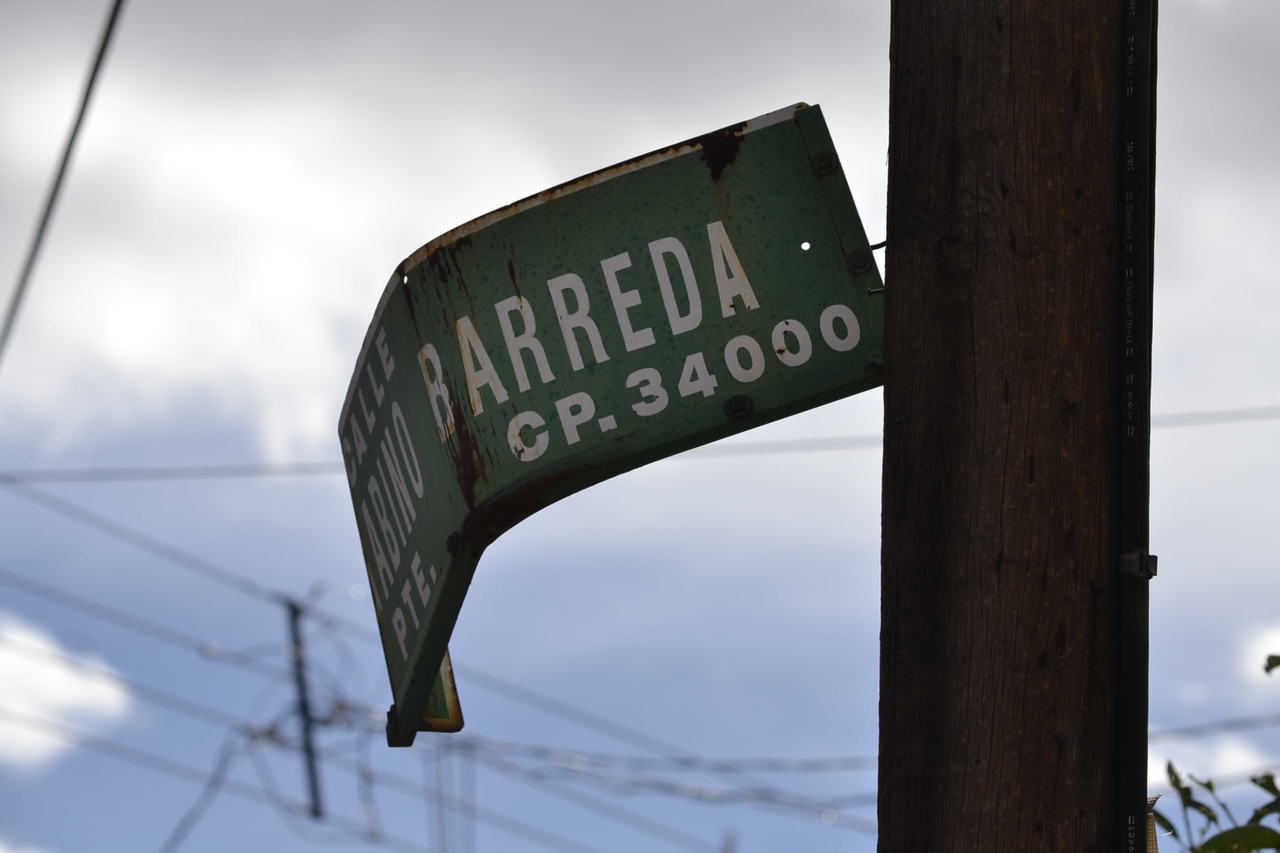 CALLE
ABINO BARREDA
PTE. CP. 34000